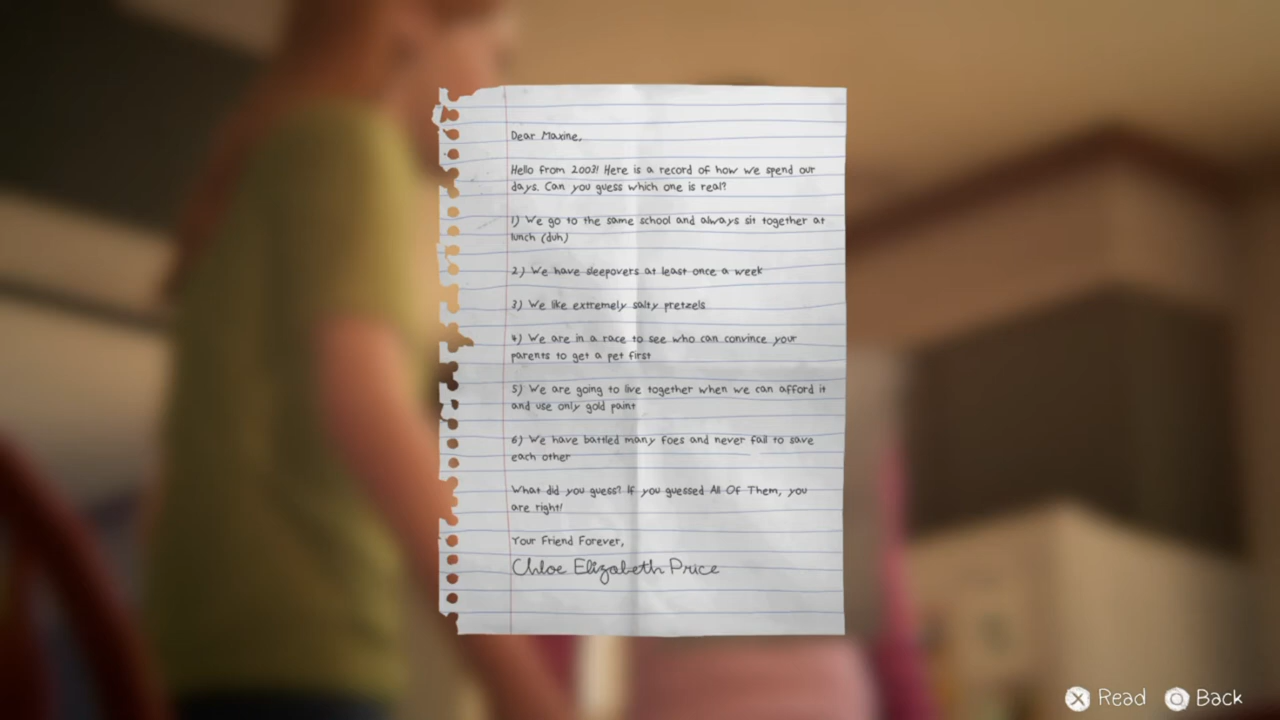 Dear Maxine,
Hello from 2003! Here is a record of how we spend our
days. Can you guess which one is real?
1) We go to the same school and always sit together at
lunch (duh)
2) We have sleepovers at least once a week
3) We like extremely salty pretzels
4) We are in a race to see who can convince your
parents to get a pet first
5) We are going to live together when we can afford it
and use only gold paint
6) We have battled many foes and never fail to save
each other
What did you guess? If you guessed All Of Them, you
are right!
Your Friend Forever,
Chloe Elizabeth Price
Read Back